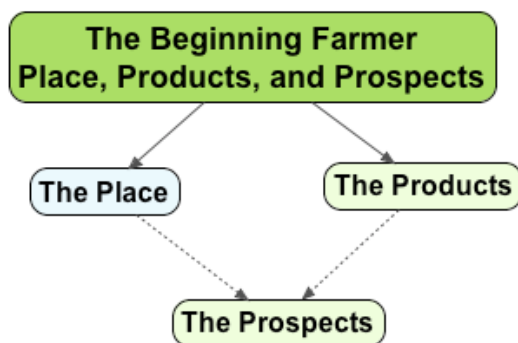 The Beginning Farmer
Place, Products, and Prospects
The Place
The Products
The Prospects